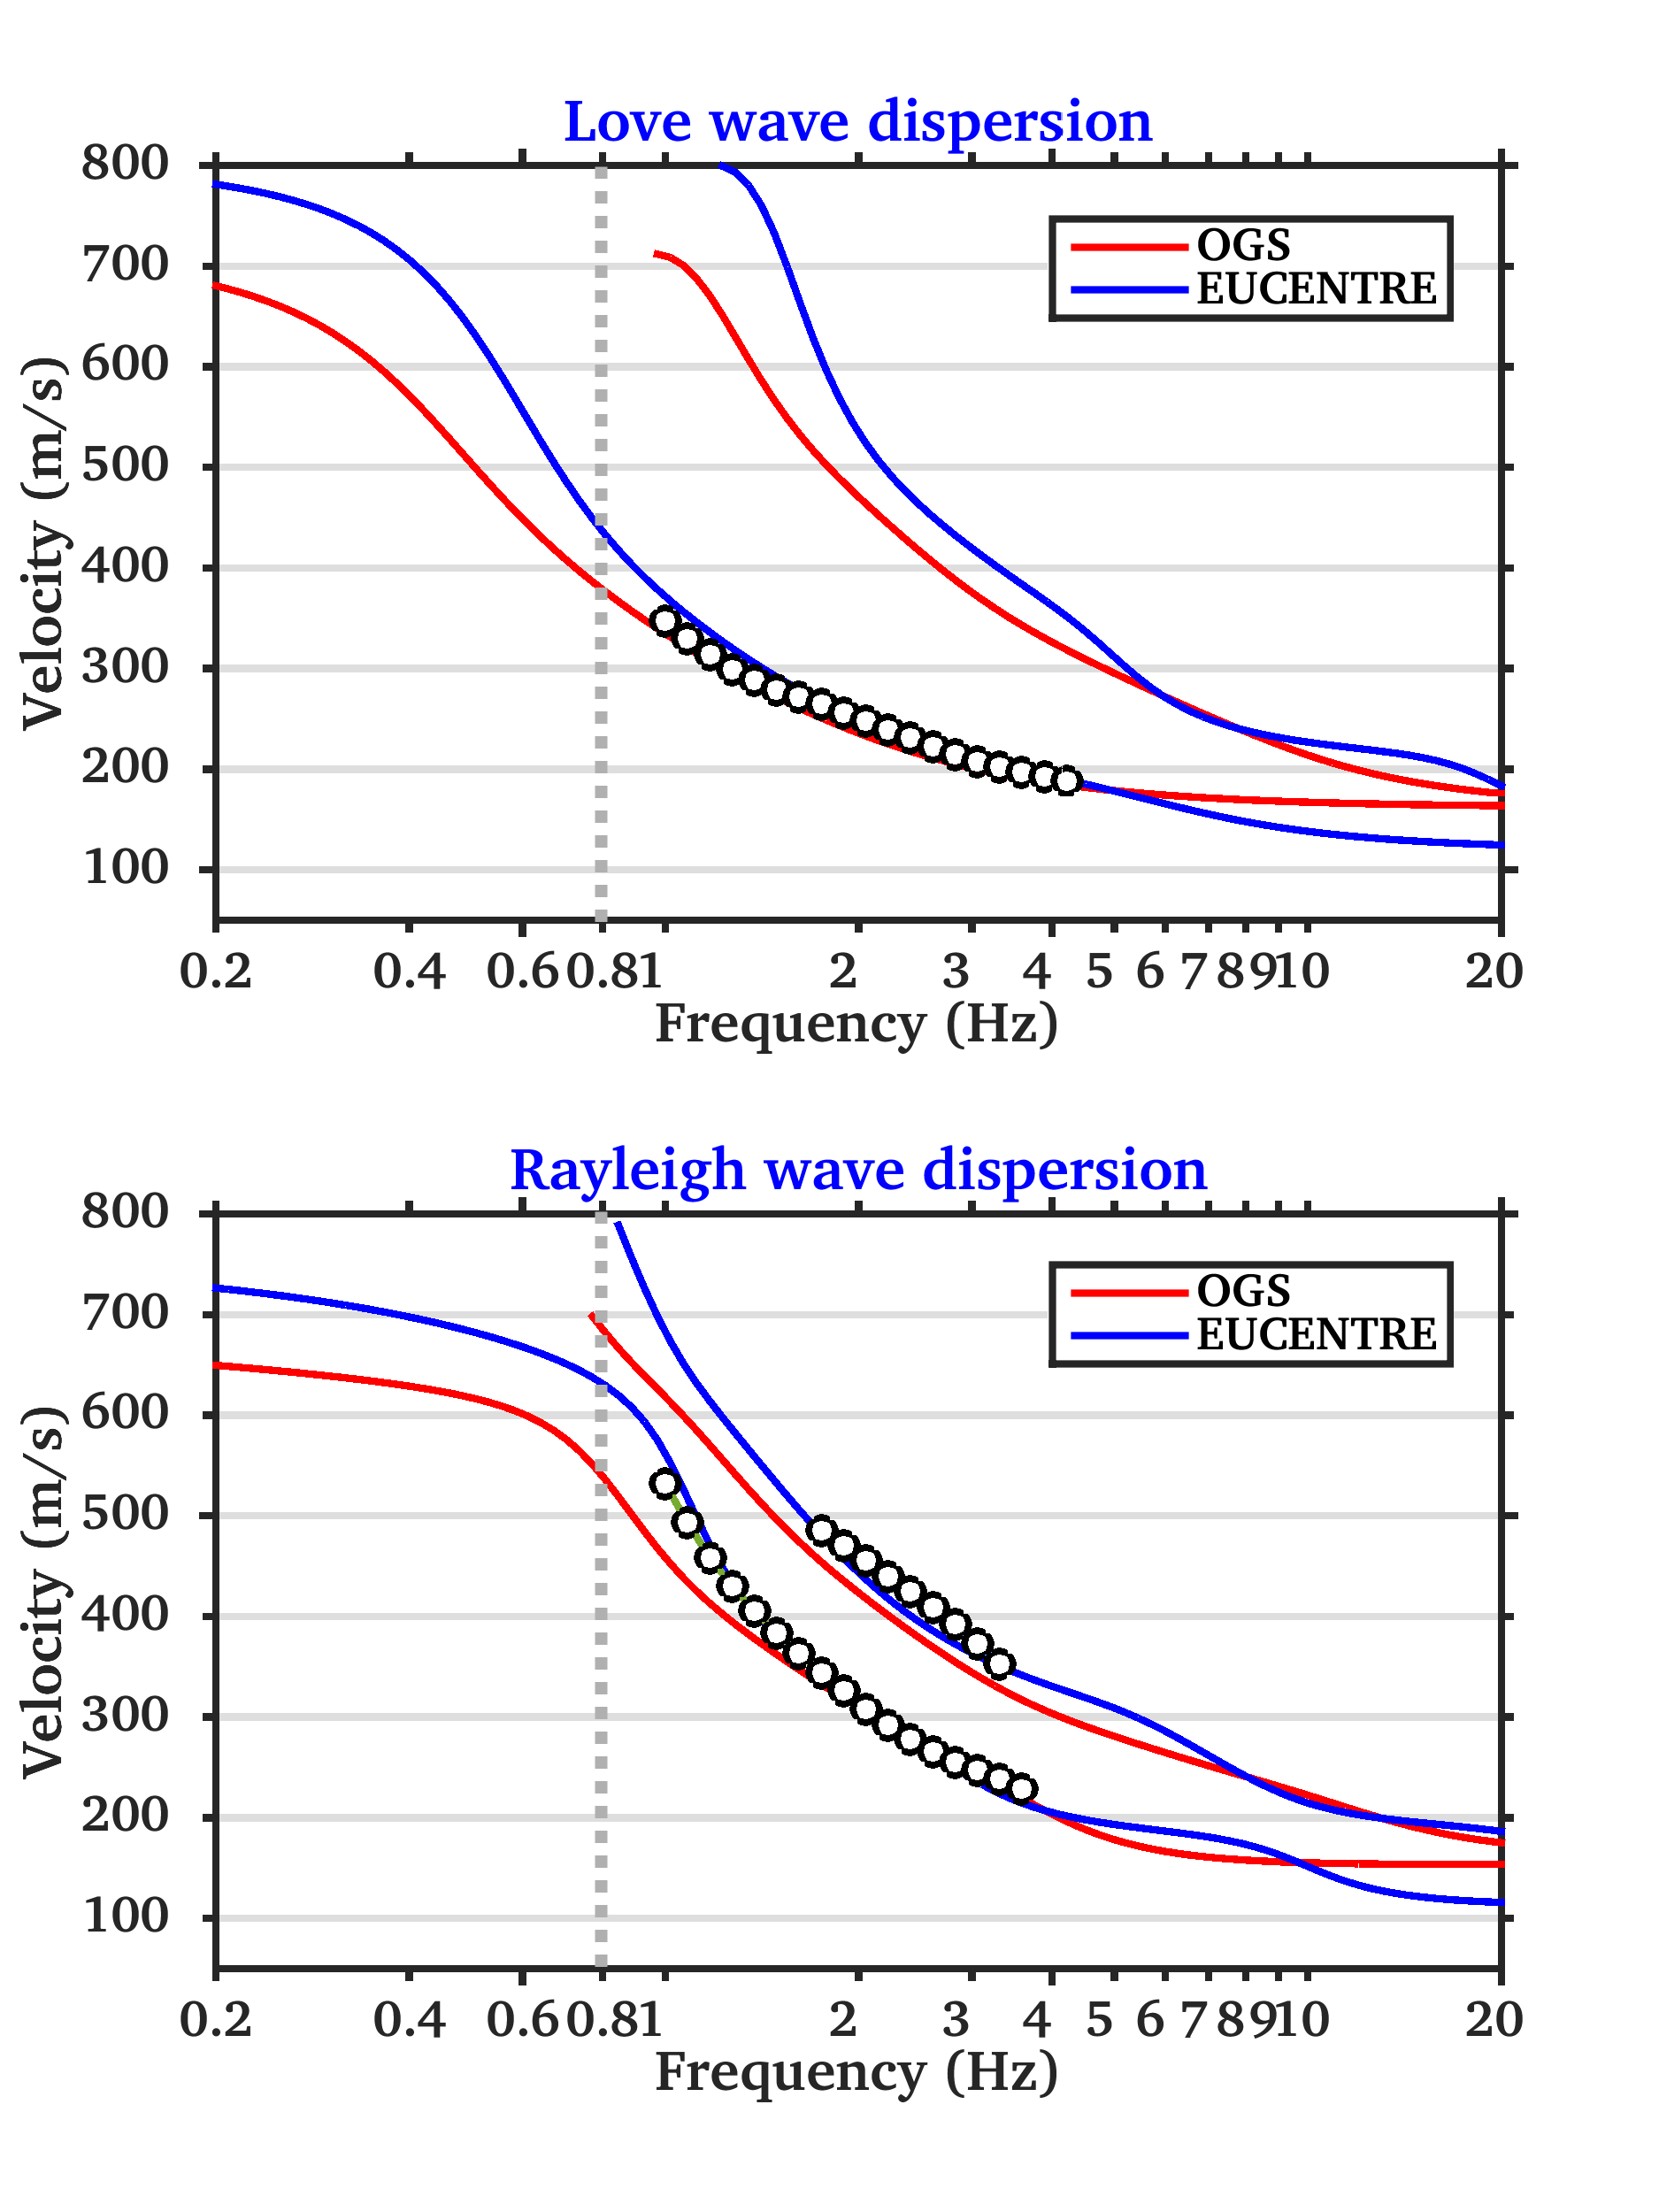 Love wave dispersion
800
700
600
500
400
300
200
100
Velocity (m/s)
OGS
EUCENTRE
0.2 0.4 0.6 0.8 1 2 3 4 5 6 7 8 9 10 20
Frequency (Hz)
Rayleigh wave dispersion
800
700
600
500
400
300
200
100
Velocity (m/s)
OGS
EUCENTRE
0.2 0.4 0.6 0.8 1 2 3 4 5 6 7 8 9 10 20
Frequency (Hz)